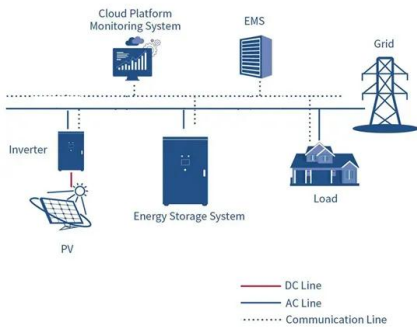 Cloud Platform
Monitoring System
EMS
Grid
Inverter
Energy Storage System
Load
PV
DC Line
AC Line
Communication Line